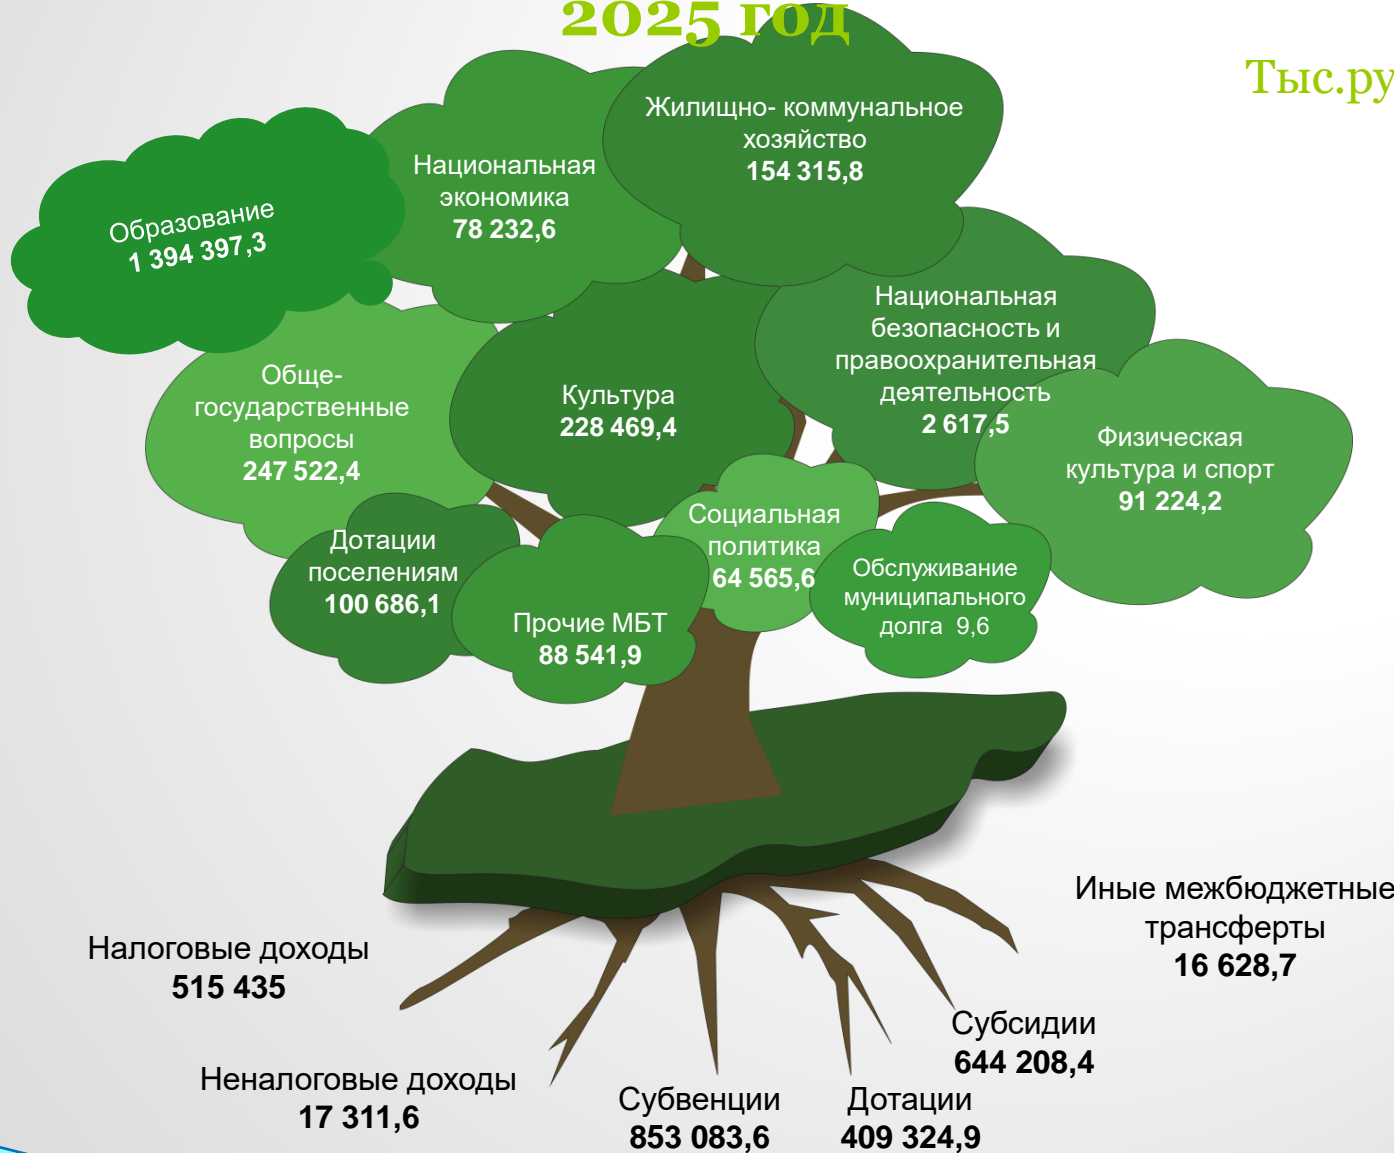 2025 год
Тыс.ру
Жилищно- коммунальное
хозяйство
154 315,8
Национальная
экономика
78 232,6
Образование
1 394 397,3
Национальная
безопасность и
правоохранительная
деятельность
2 617,5
Обще-
государственные
вопросы
247 522,4
Культура
228 469,4
Физическая
культура и спорт
91 224,2
Дотации
поселениям
100 686,1
Прочие МБТ
88 541,9
Социальная
политика
64 565,6
Обслуживание
муниципального
долга 9,6
Налоговые доходы
515 435
Неналоговые доходы
17 311,6
Субвенции
853 083,6
Дотации
409 324,9
Субсидии
644 208,4
Иные межбюджетные
трансферты
16 628,7